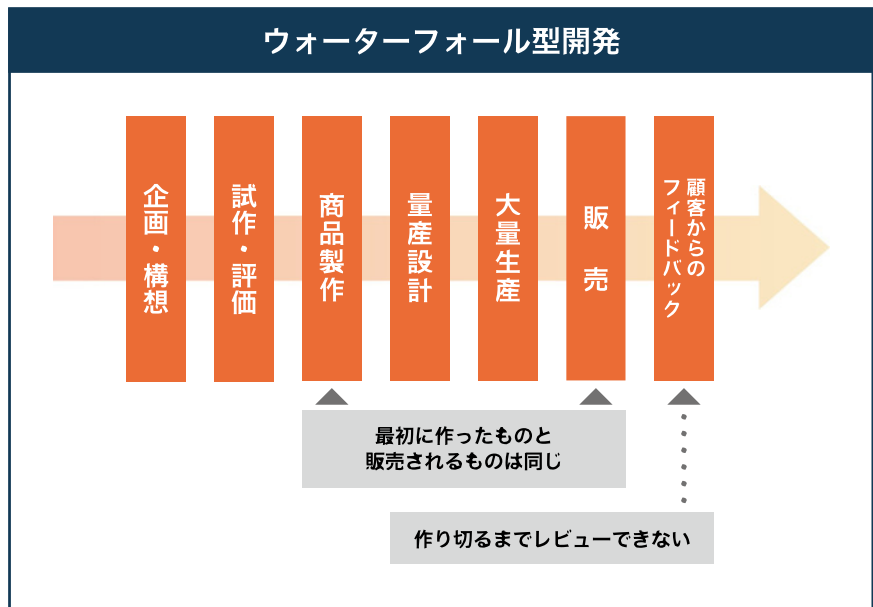 ウォーターフォール型開発
企画・構想
試作・評価
商品製作
量産設計
大量生産
販売
顧客からの
フィードバック
最初に作ったものと
販売されるものは同じ
作り切るまでレビューできない